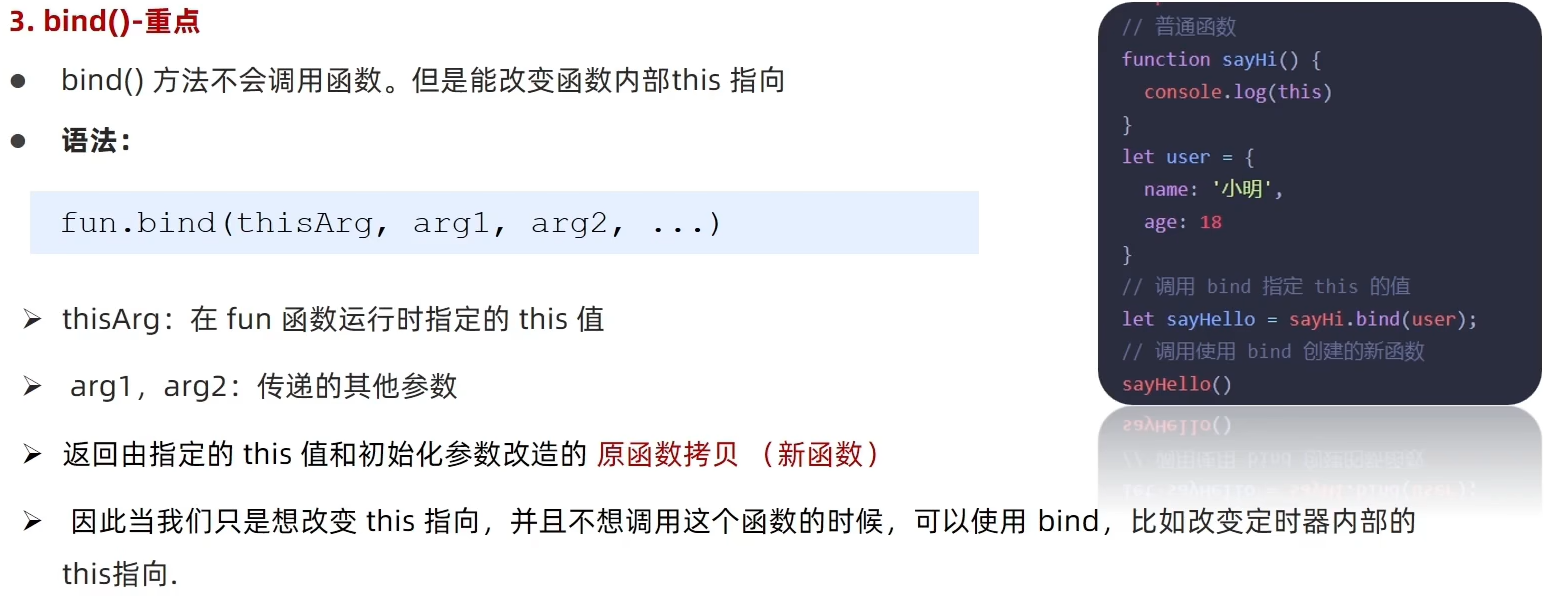 3. bind()-重点
bind() 方法不会调用函数。但是能改变函数内部this 指向
语法：
fun.bind(thisArg, arg1, arg2, ...)
thisArg：在 fun 函数运行时指定的 this 值
arg1，arg2：传递的其他参数
返回由指定的 this 值和初始化参数改造的 原函数拷贝 （新函数）
因此当我们只是想改变 this 指向，并且不想调用这个函数的时候，可以使用 bind，比如改变定时器内部的
this指向.
// 普通函数
function sayHi() {
  console.log(this)
}
let user = {
  name: '小明',
  age: 18
}
// 调用 bind 指定 this 的值
let sayHello = sayHi.bind(user);
// 调用使用 bind 创建的新函数
sayHello()